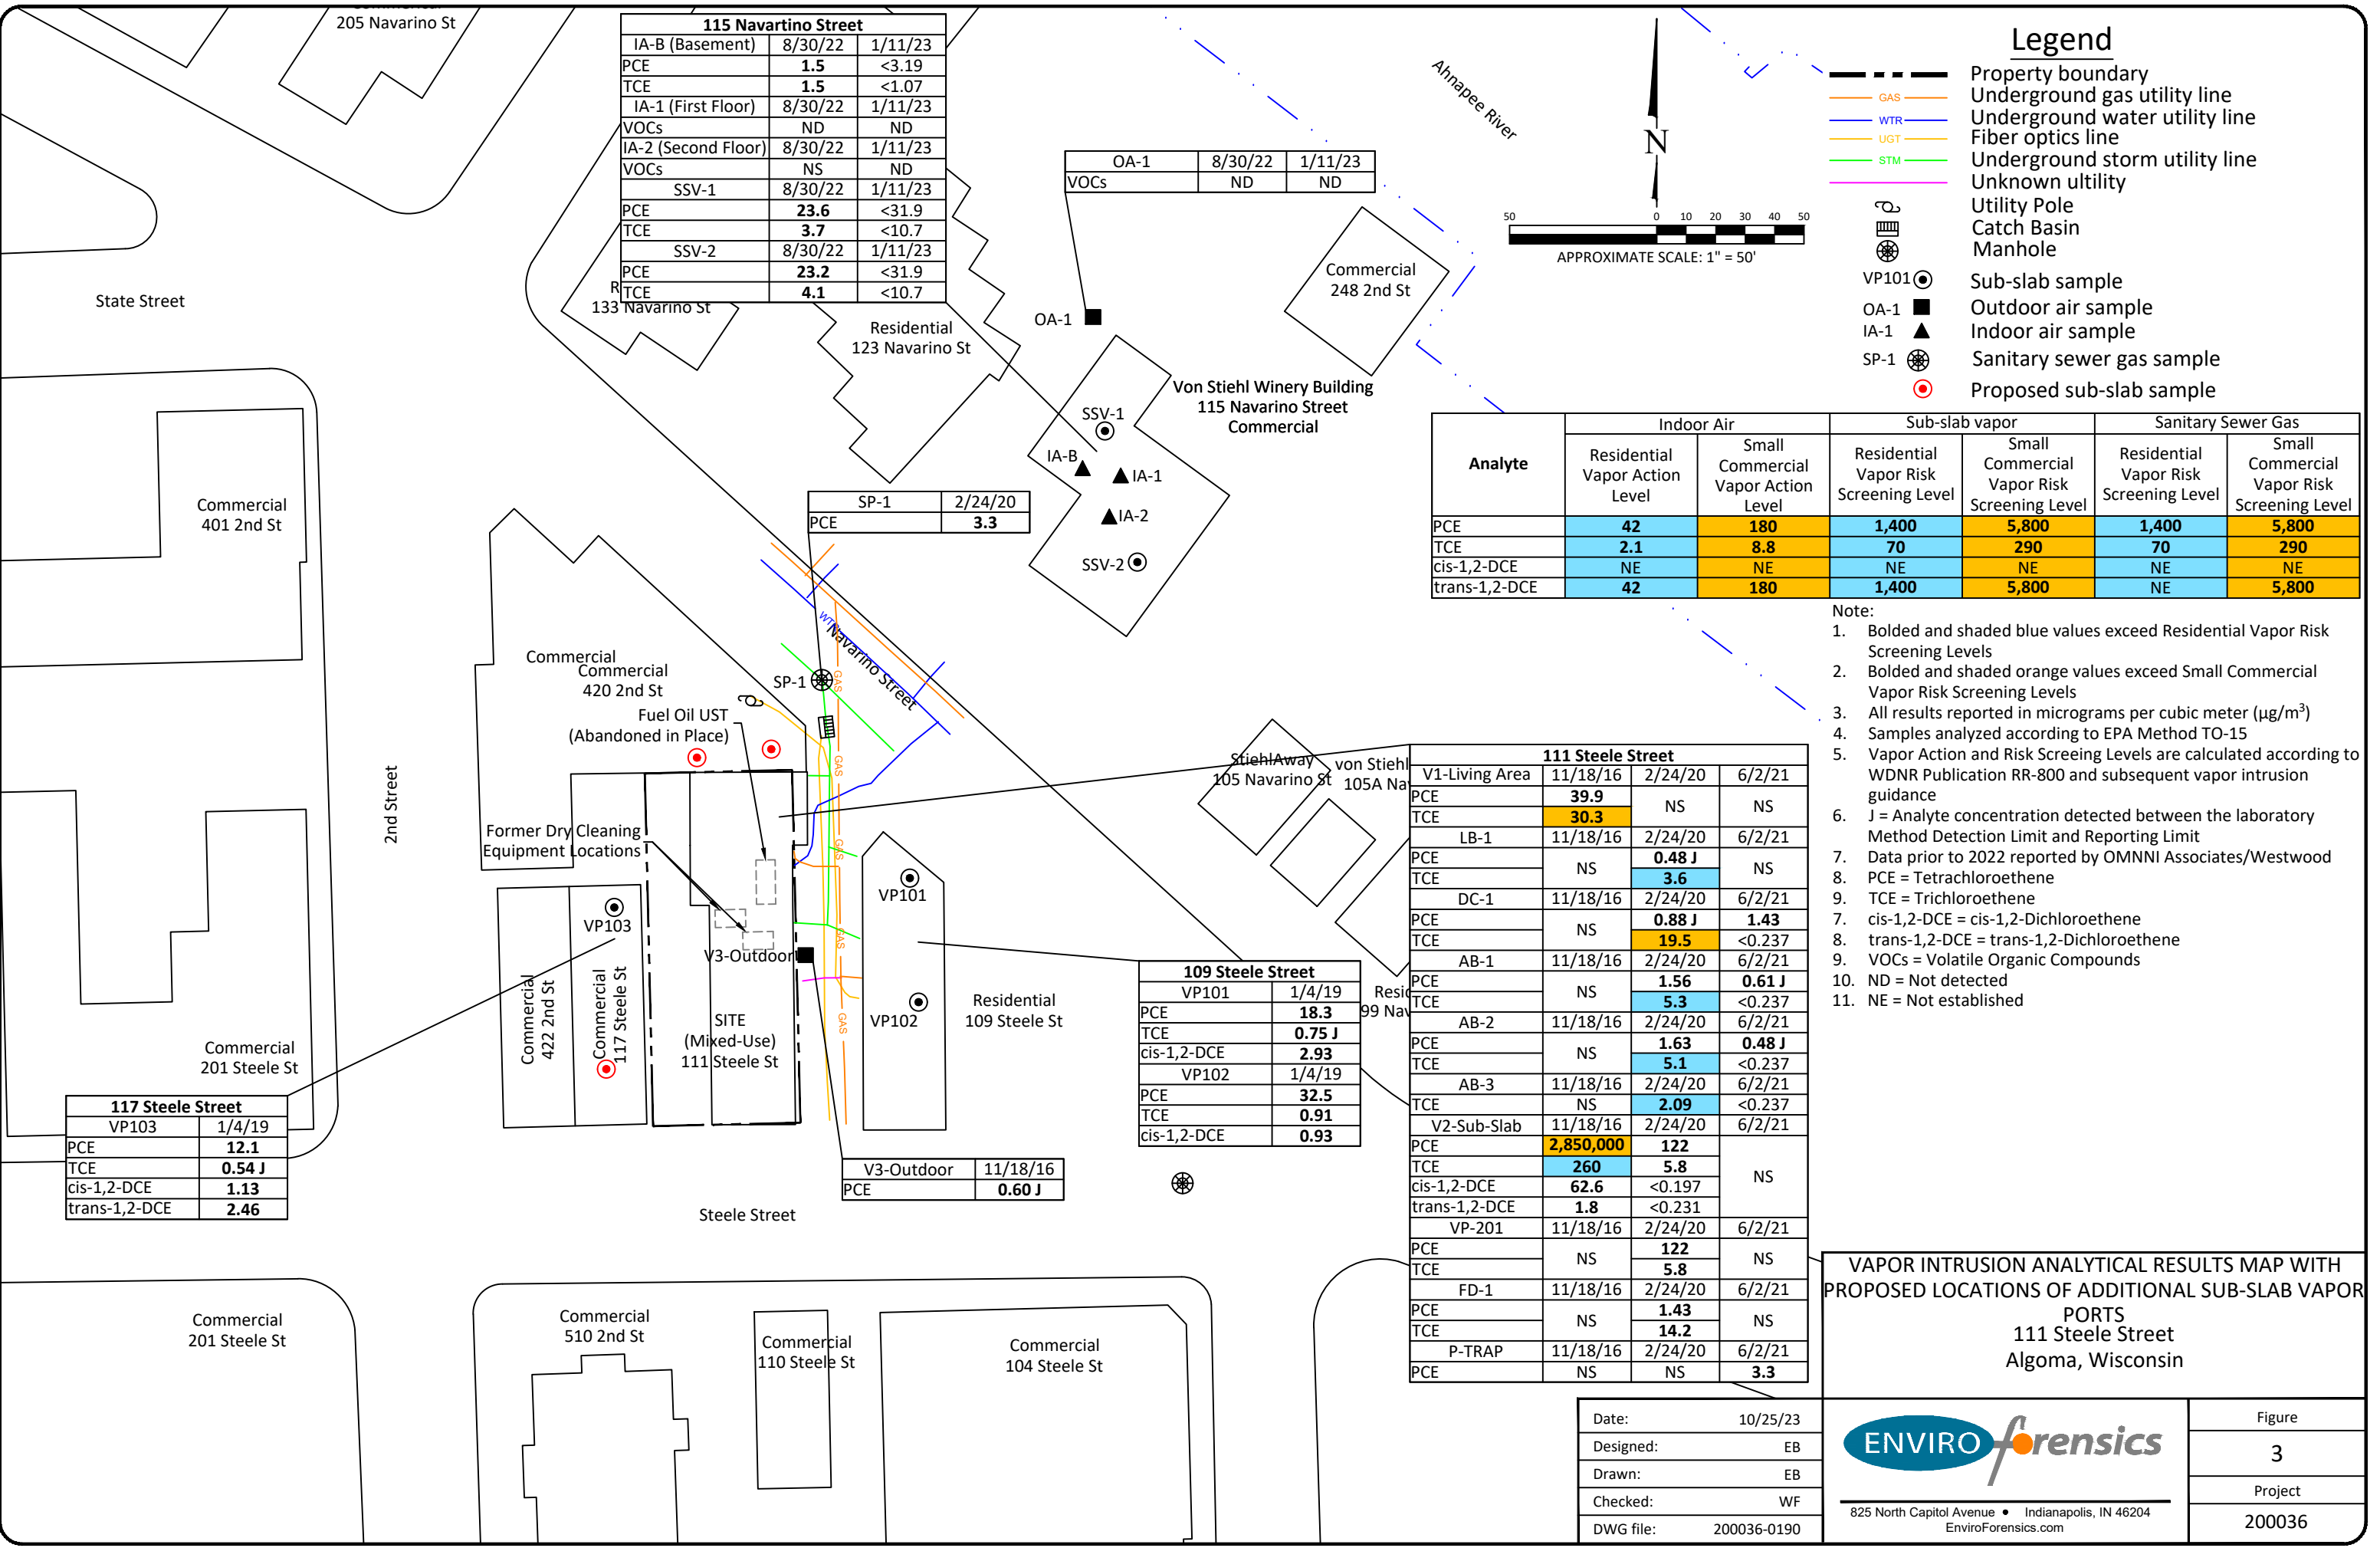 205 Navarino St
115 Navartino Street
IA-B (Basement) 8/30/22 1/11/23
PCE 1.5 <3.19
TCE 1.5 <1.07
IA-1 (First Floor) 8/30/22 1/11/23
VOCs ND ND
IA-2 (Second Floor) 8/30/22 1/11/23
VOCs NS ND
SSV-1 8/30/22 1/11/23
PCE 23.6 <31.9
TCE 3.7 <10.7
SSV-2 8/30/22 1/11/23
PCE 23.2 <31.9
TCE 4.1 <10.7
133 Navarino St
State Street
Residential
123 Navarino St
OA-1 8/30/22 1/11/23
VOCs ND ND
OA-1
Ahnapee River
N
50 0 10 20 30 40 50
APPROXIMATE SCALE: 1" = 50'
Commercial
248 2nd St
Von Stiehl Winery Building
115 Navarino Street
Commercial
SSV-1
IA-B
IA-1
IA-2
SSV-2
Legend
Property boundary
GAS Underground gas utility line
WTR Underground water utility line
UGT Fiber optics line
STM Underground storm utility line
Unknown ultility
Utility Pole
Catch Basin
Manhole
VP101 Sub-slab sample
OA-1 Outdoor air sample
IA-1 Indoor air sample
SP-1 Sanitary sewer gas sample
Proposed sub-slab sample
Analyte
Indoor Air Sub-slab vapor Sanitary Sewer Gas
Residential Vapor Action Level
Small Commercial Vapor Action Level
Residential Vapor Risk Screening Level
Small Commercial Vapor Risk Screening Level
Residential Vapor Risk Screening Level
Small Commercial Vapor Risk Screening Level
PCE 42 180 1,400 5,800 1,400 5,800
TCE 2.1 8.8 70 290 70 290
cis-1,2-DCE NE NE NE NE NE NE
trans-1,2-DCE 42 180 1,400 5,800 NE 5,800
Note:
1. Bolded and shaded blue values exceed Residential Vapor Risk
Screening Levels
2. Bolded and shaded orange values exceed Small Commercial
Vapor Risk Screening Levels
3. All results reported in micrograms per cubic meter (µg/m³)
4. Samples analyzed according to EPA Method TO-15
5. Vapor Action and Risk Screeing Levels are calculated according to
WDNR Publication RR-800 and subsequent vapor intrusion
guidance
6. J = Analyte concentration detected between the laboratory
Method Detection Limit and Reporting Limit
7. Data prior to 2022 reported by OMNNI Associates/Westwood
8. PCE = Tetrachloroethene
9. TCE = Trichloroethene
7. cis-1,2-DCE = cis-1,2-Dichloroethene
8. trans-1,2-DCE = trans-1,2-Dichloroethene
9. VOCs = Volatile Organic Compounds
10. ND = Not detected
11. NE = Not established
Commercial
401 2nd St
SP-1 2/24/20
PCE 3.3
Commercial
Commercial
420 2nd St
SP-1
WTR
Navarino Street
GAS
GAS
GAS
GAS
GAS
Fuel Oil UST
(Abandoned in Place)
2nd Street
Former Dry Cleaning
Equipment Locations
VP103
VP101
VP102
V3-Outdoor
Commercial
422 2nd St
Commercial
117 Steele St
SITE
(Mixed-Use)
111 Steele St
Residential
109 Steele St
Commercial
201 Steele St
StiehlAway
105 Navarino St
von Stiehl
105A Na
Resi
99 Nav
117 Steele Street
VP103 1/4/19
PCE 12.1
TCE 0.54 J
cis-1,2-DCE 1.13
trans-1,2-DCE 2.46
V3-Outdoor 11/18/16
PCE 0.60 J
109 Steele Street
VP101 1/4/19
PCE 18.3
TCE 0.75 J
cis-1,2-DCE 2.93
VP102 1/4/19
PCE 32.5
TCE 0.91
cis-1,2-DCE 0.93
111 Steele Street
V1-Living Area 11/18/16 2/24/20 6/2/21
PCE 39.9 NS NS
TCE 30.3
LB-1 11/18/16 2/24/20 6/2/21
PCE NS 0.48 J NS
TCE 3.6
DC-1 11/18/16 2/24/20 6/2/21
PCE NS 0.88 J 1.43
TCE 19.5 <0.237
AB-1 11/18/16 2/24/20 6/2/21
PCE NS 1.56 0.61 J
TCE 5.3 <0.237
AB-2 11/18/16 2/24/20 6/2/21
PCE NS 1.63 0.48 J
TCE 5.1 <0.237
AB-3 11/18/16 2/24/20 6/2/21
TCE NS 2.09 <0.237
V2-Sub-Slab 11/18/16 2/24/20 6/2/21
PCE 2,850,000 122 NS
TCE 260 5.8
cis-1,2-DCE 62.6 <0.197
trans-1,2-DCE 1.8 <0.231
VP-201 11/18/16 2/24/20 6/2/21
PCE NS 122 NS
TCE 5.8
FD-1 11/18/16 2/24/20 6/2/21
PCE NS 1.43 NS
TCE 14.2
P-TRAP 11/18/16 2/24/20 6/2/21
PCE NS NS 3.3
Steele Street
Commercial
201 Steele St
Commercial
510 2nd St
Commercial
110 Steele St
Commercial
104 Steele St
VAPOR INTRUSION ANALYTICAL RESULTS MAP WITH
PROPOSED LOCATIONS OF ADDITIONAL SUB-SLAB VAPOR
PORTS
111 Steele Street
Algoma, Wisconsin
Date: 10/25/23
Designed: EB
Drawn: EB
Checked: WF
DWG file: 200036-0190
ENVIROforensics
825 North Capitol Avenue ● Indianapolis, IN 46204
EnviroForensics.com
Figure
3
Project
200036